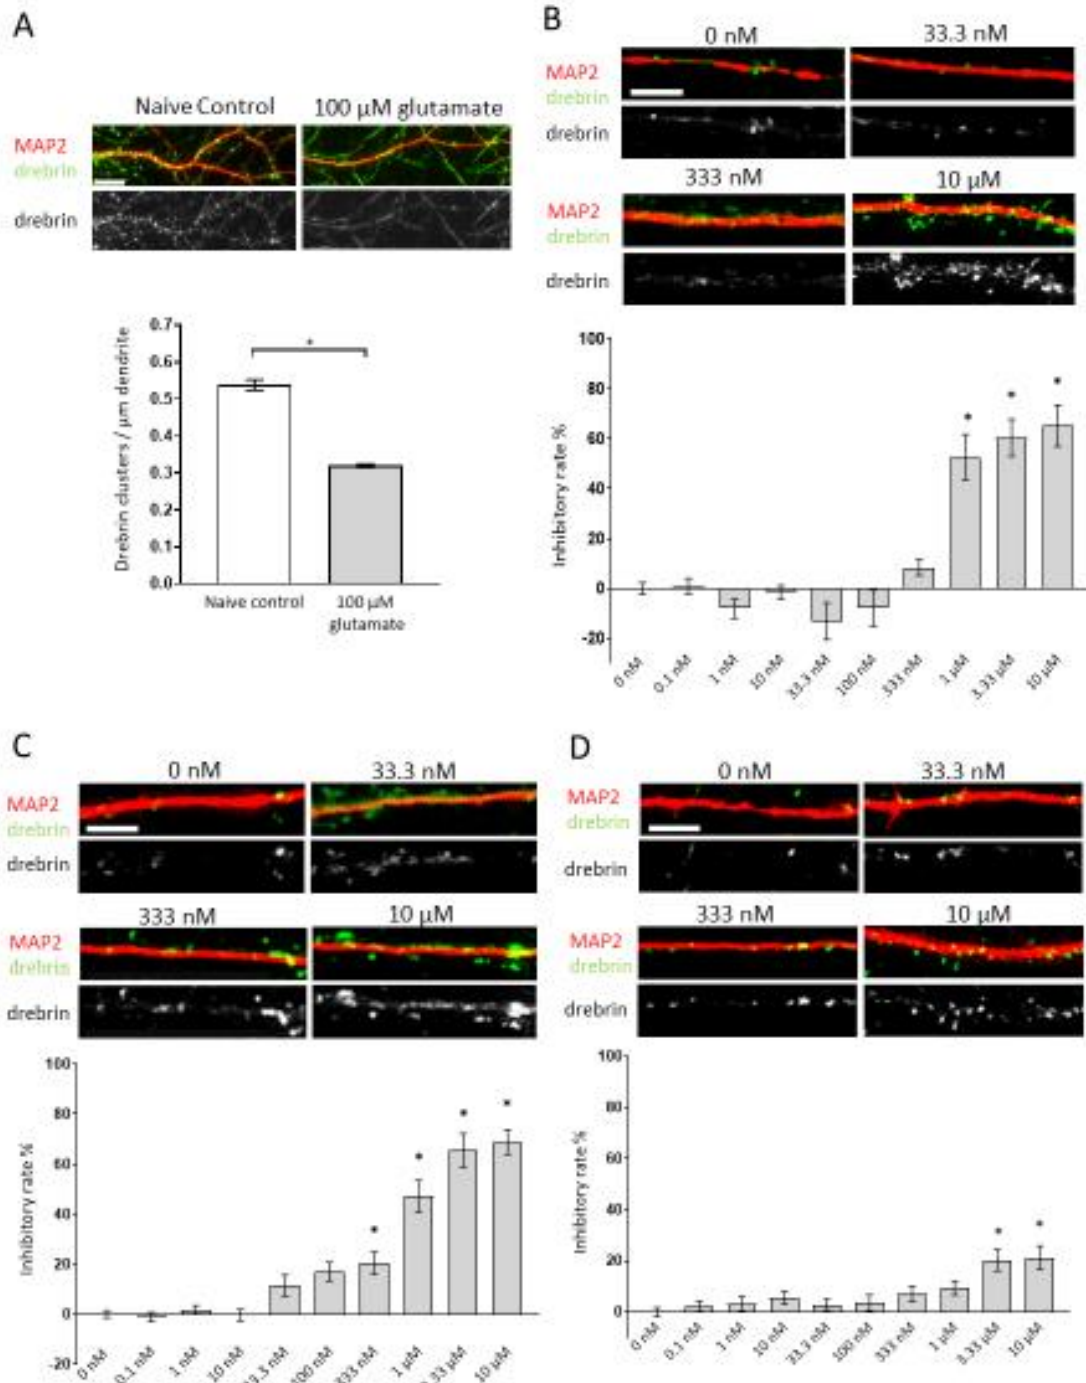 A
Naive Control
100 µM glutamate
MAP2
drebrin
drebrin
Drebrin clusters / µm dendrite
0.7
0.6
0.5
0.4
0.3
0.2
0.1
0.0
*
Naive control
100 µM
glutamate
B
0 nM
33.3 nM
MAP2
drebrin
drebrin
333 nM
10 µM
MAP2
drebrin
drebrin
Inhibitory rate %
100
80
60
40
20
0
-20
*
*
*
0 nM
0.1 nM
1 nM
10 nM
33.3 nM
100 nM
333 nM
1 µM
3.33 µM
10 µM
C
0 nM
33.3 nM
MAP2
drebrin
drebrin
333 nM
10 µM
MAP2
drebrin
drebrin
Inhibitory rate %
100
80
60
40
20
0
-20
*
*
*
*
0 nM
0.1 nM
1 nM
10 nM
3.3 nM
00 nM
333 nM
1 µM
.33 µM
10 µM
D
0 nM
33.3 nM
MAP2
drebrin
drebrin
333 nM
10 µM
MAP2
drebrin
drebrin
Inhibitory rate %
100
80
60
40
20
0
*
*
0 nM
0.1 nM
1 nM
10 nM
33.3 nM
100 nM
333 nM
1 µM
3.33 µM
10 µM